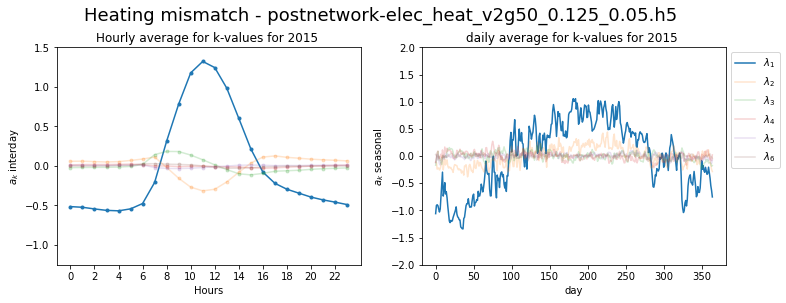 Heating mismatch - postnetwork-elec_heat_v2g50_0.125_0.05.h5
Hourly average for k-values for 2015
daily average for k-values for 2015
1.5
1.0
0.5
0.0
−0.5
−1.0
a_k interday
0 2 4 6 8 10 12 14 16 18 20 22
Hours
2.0
1.5
1.0
0.5
0.0
−0.5
−1.0
−1.5
−2.0
a_k seasonal
0 50 100 150 200 250 300 350
day
λ₁
λ₂
λ₃
λ₄
λ₅
λ₆